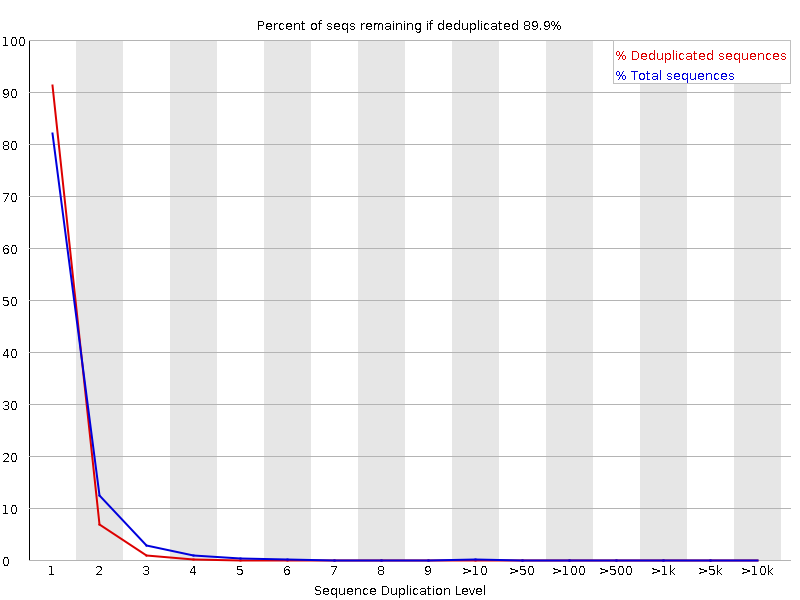 Percent of seqs remaining if deduplicated 89.9%
% Deduplicated sequences
% Total sequences
100
90
80
70
60
50
40
30
20
10
0
1 2 3 4 5 6 7 8 9 >10 >50 >100 >500 >1k >5k >10k
Sequence Duplication Level